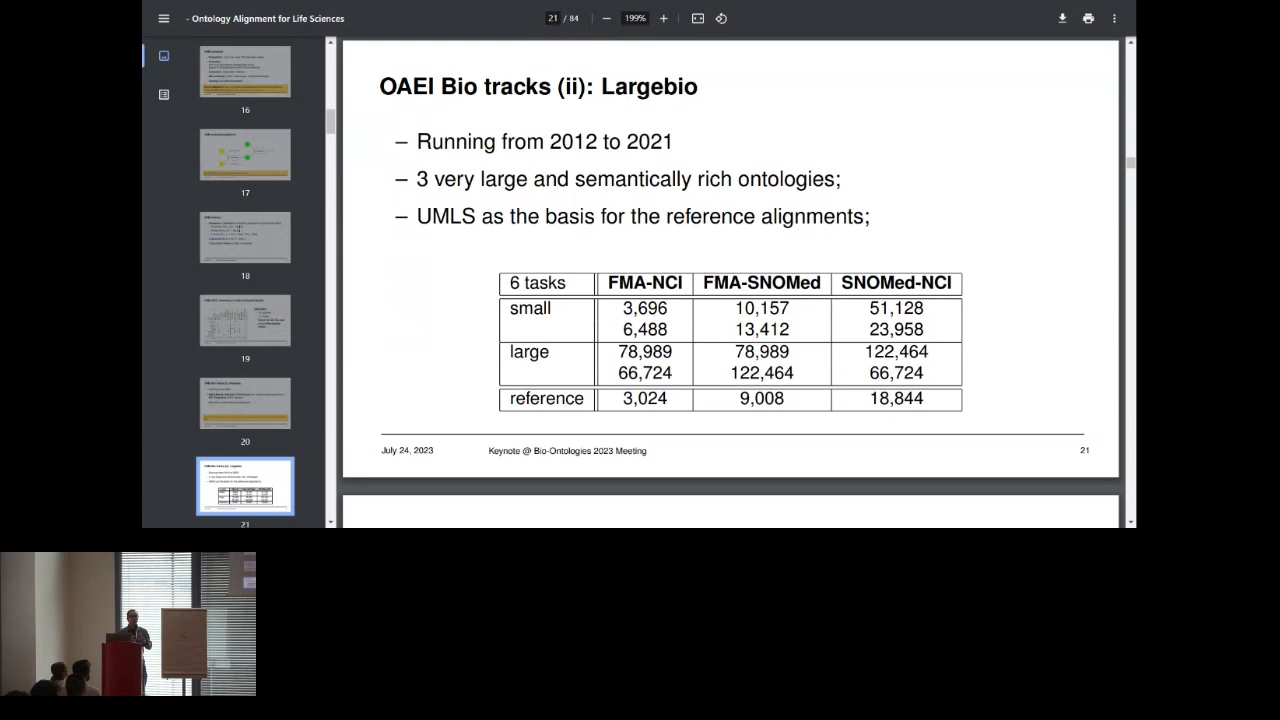 - Ontology Alignment for Life Sciences
21 / 84
199%
16
17
18
19
20
21
OAEI Bio tracks (ii): Largebio
– Running from 2012 to 2021
– 3 very large and semantically rich ontologies;
– UMLS as the basis for the reference alignments;
6 tasks FMA-NCI FMA-SNOMed SNOMed-NCI
small 3,696 10,157 51,128
6,488 13,412 23,958
large 78,989 78,989 122,464
66,724 122,464 66,724
reference 3,024 9,008 18,844
July 24, 2023 Keynote @ Bio-Ontologies 2023 Meeting 21